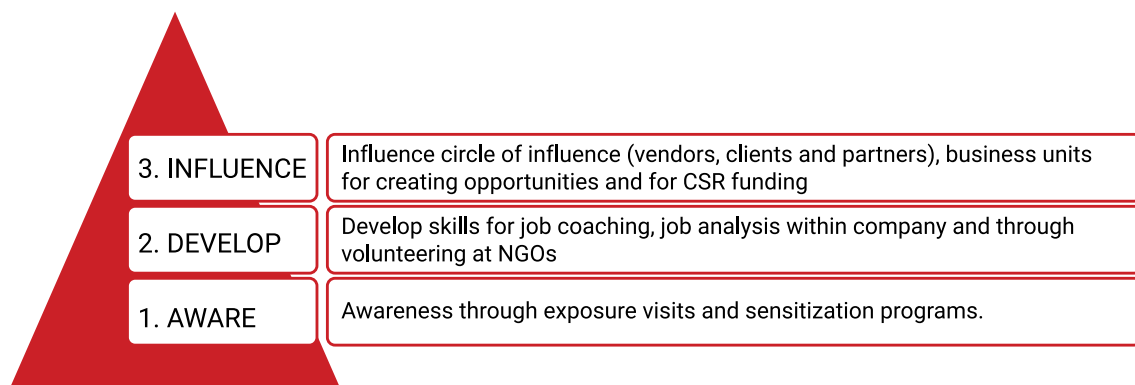 3. INFLUENCE
Influence circle of influence (vendors, clients and partners), business units
for creating opportunities and for CSR funding
2. DEVELOP
Develop skills for job coaching, job analysis within company and through
volunteering at NGOs
1. AWARE
Awareness through exposure visits and sensitization programs.